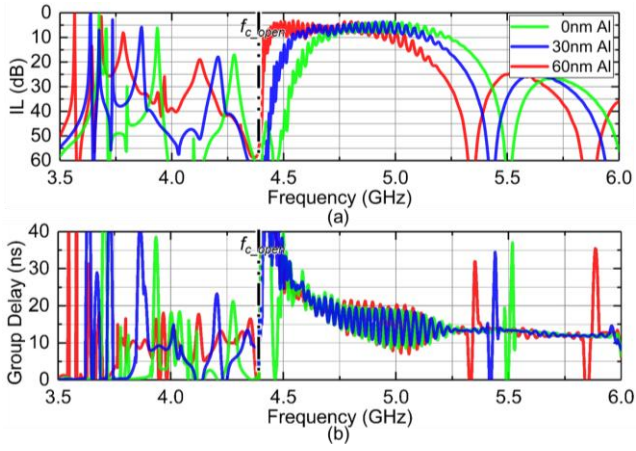 0
10
20
30
40
50
60
IL (dB)
f_c_open
0nm Al
30nm Al
60nm Al
3.5 4.0 4.5 5.0 5.5 6.0
Frequency (GHz)
(a)
40
30
20
10
0
Group Delay (ns)
f_c_open
3.5 4.0 4.5 5.0 5.5 6.0
Frequency (GHz)
(b)